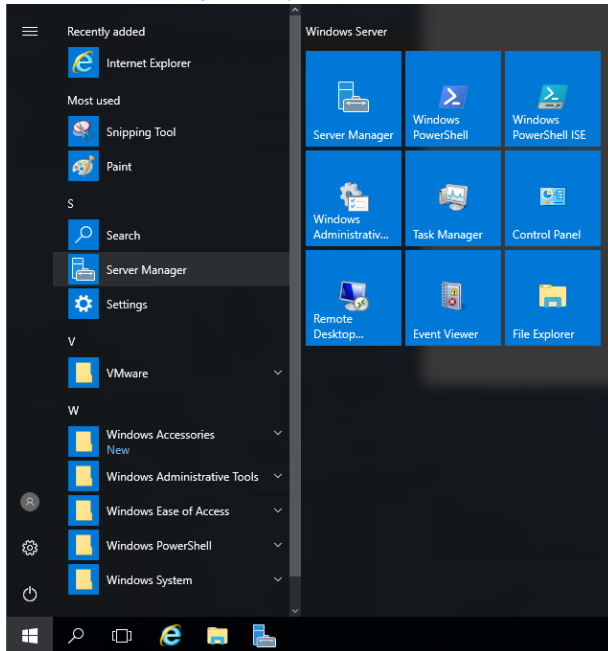 Recently added
Internet Explorer
Most used
Snipping Tool
Paint
S
Search
Server Manager
Settings
V
VMware
W
Windows Accessories
New
Windows Administrative Tools
Windows Ease of Access
Windows PowerShell
Windows System
Windows Server
Server Manager
Windows
PowerShell
Windows
PowerShell ISE
Windows
Administrativ...
Task Manager
Control Panel
Remote
Desktop...
Event Viewer
File Explorer